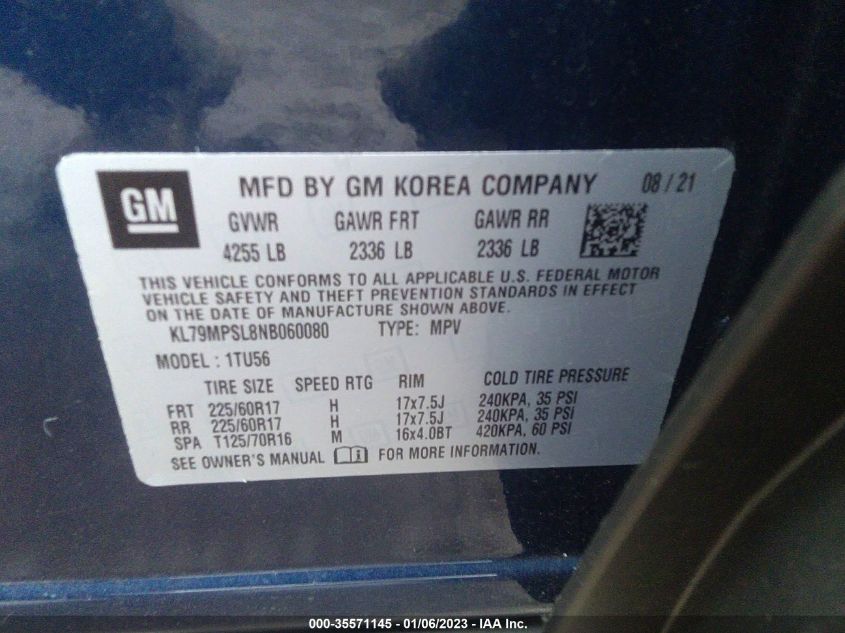 GM
MFD BY GM KOREA COMPANY 08 / 21
GVWR GAWR FRT GAWR RR
4255 LB 2336 LB 2336 LB
THIS VEHICLE CONFORMS TO ALL APPLICABLE U.S. FEDERAL MOTOR
VEHICLE SAFETY AND THEFT PREVENTION STANDARDS IN EFFECT
ON THE DATE OF MANUFACTURE SHOWN ABOVE.
KL79MPSL8NB060080 TYPE: MPV
MODEL : 1TU56
TIRE SIZE SPEED RTG RIM COLD TIRE PRESSURE
FRT 225/60R17 H 17x7.5J 240KPA, 35 PSI
RR 225/60R17 H 17x7.5J 240KPA, 35 PSI
SPA T125/70R16 M 16x4.0BT 420KPA, 60 PSI
SEE OWNER'S MANUAL FOR MORE INFORMATION.
000-35571145 - 01/06/2023 - IAA Inc.